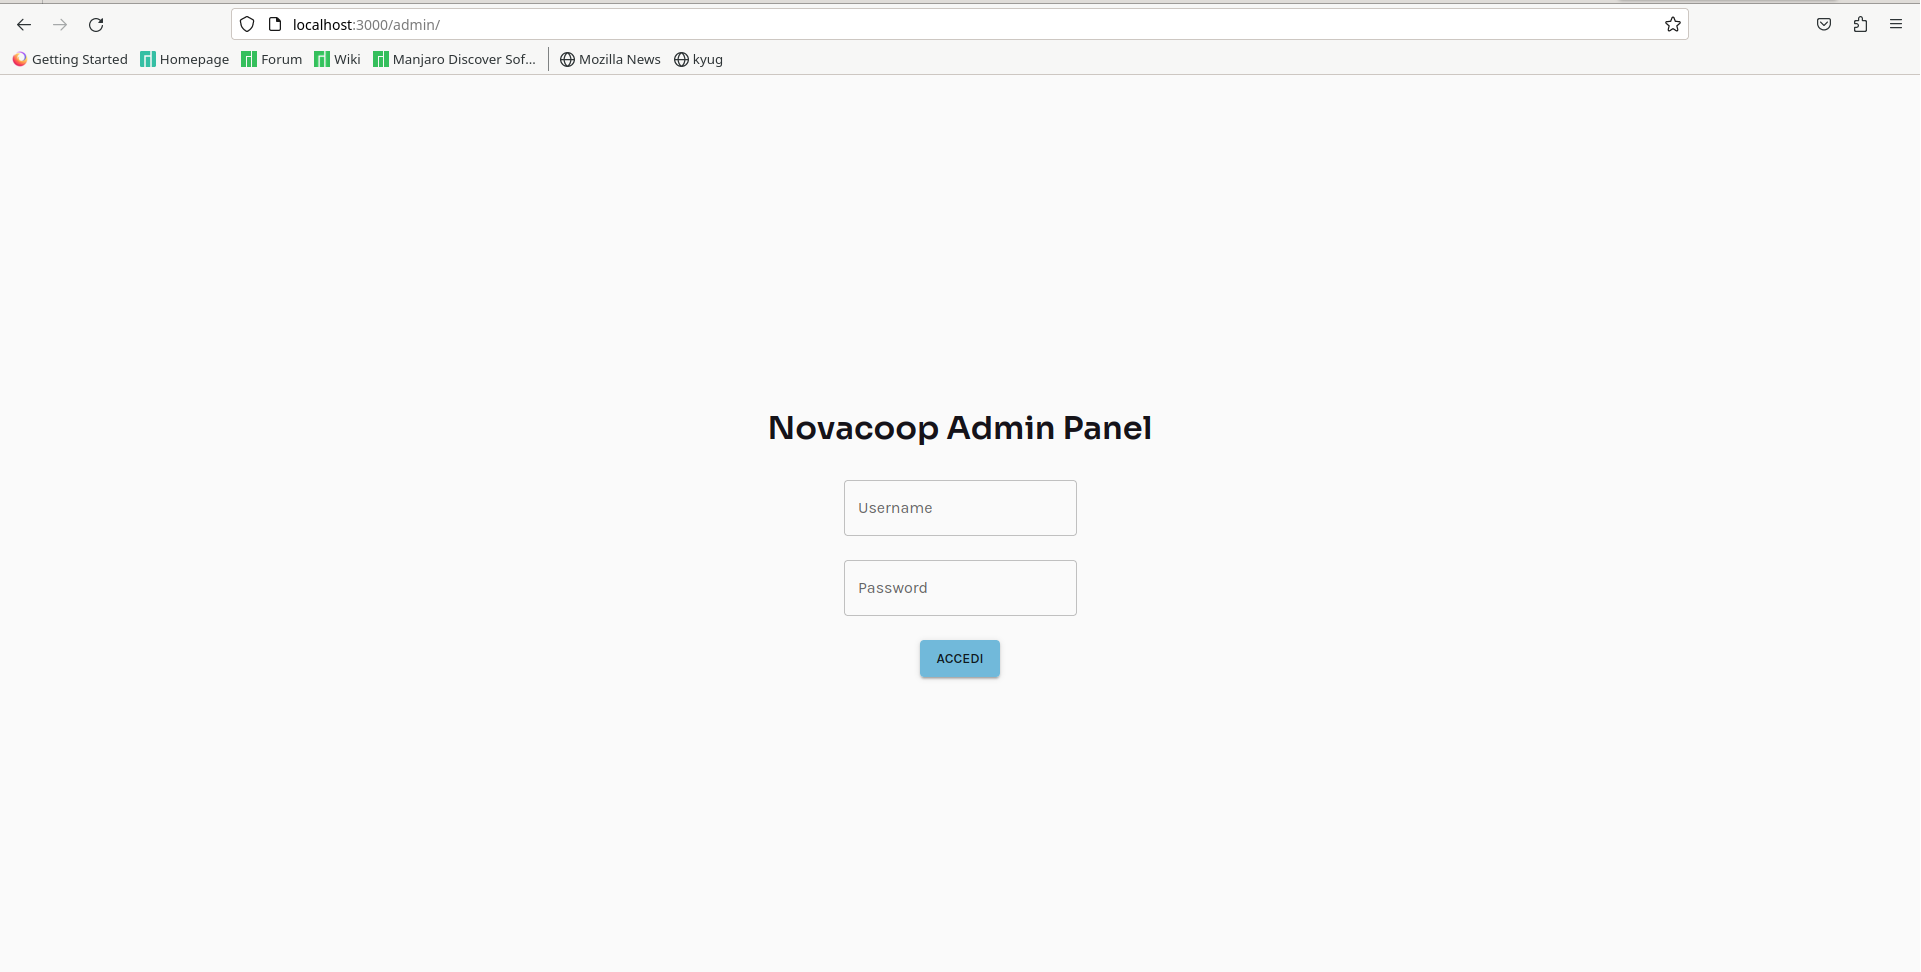 localhost:3000/admin/
Getting Started Homepage Forum Wiki Manjaro Discover Sof... Mozilla News kyug
Novacoop Admin Panel
Username
Password
ACCEDI